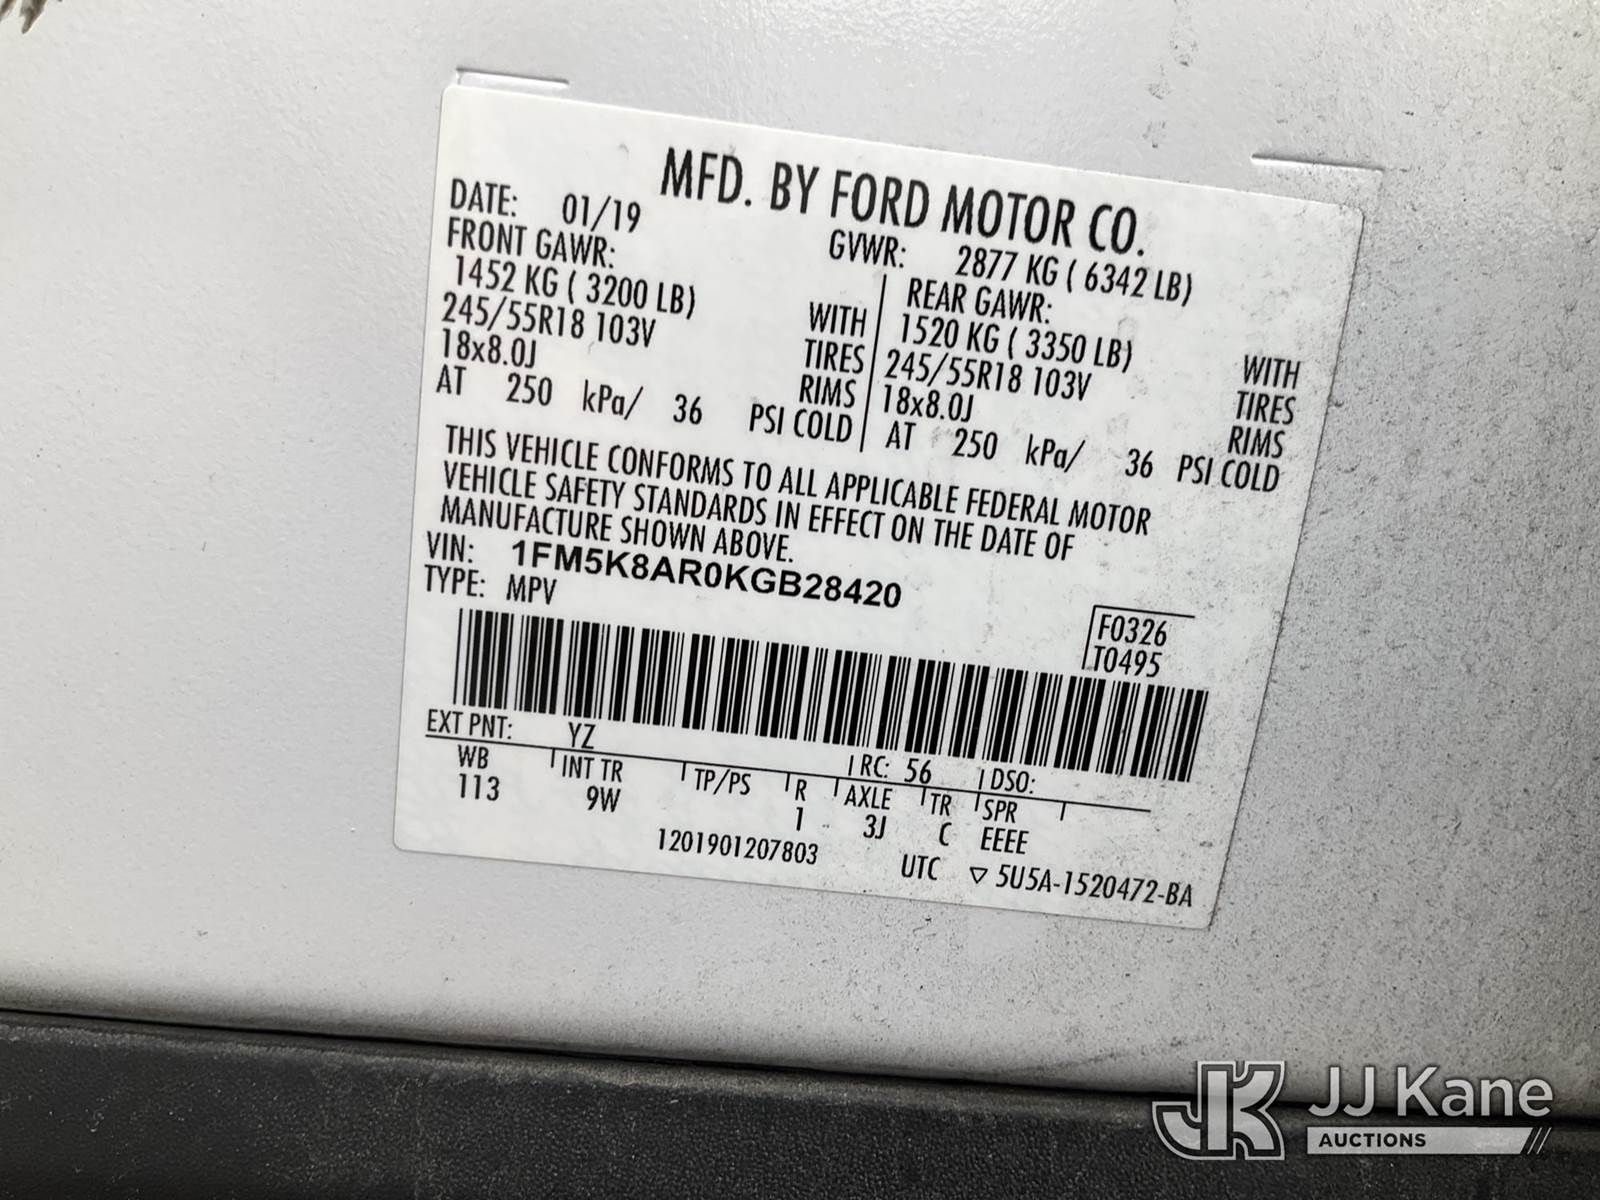 MFD. BY FORD MOTOR CO.
DATE: 01/19 GVWR: 2877 KG ( 6342 LB)
FRONT GAWR: REAR GAWR:
1452 KG ( 3200 LB) WITH 1520 KG ( 3350 LB) WITH
245/55R18 103V TIRES 245/55R18 103V TIRES
18x8.0J RIMS 18x8.0J RIMS
AT 250 kPa/ 36 PSI COLD AT 250 kPa/ 36 PSI COLD
THIS VEHICLE CONFORMS TO ALL APPLICABLE FEDERAL MOTOR
VEHICLE SAFETY STANDARDS IN EFFECT ON THE DATE OF
MANUFACTURE SHOWN ABOVE.
VIN: 1FM5K8AR0KGB28420
TYPE: MPV
F0326
T0495
EXT PNT: YZ RC: 56 DSO:
WB INT TR TP/PS R AXLE TR SPR
113 9W 1 3J C EEEE
1201901207803 UTC ▽ 5U5A-1520472-BA
JK JJ Kane
AUCTIONS